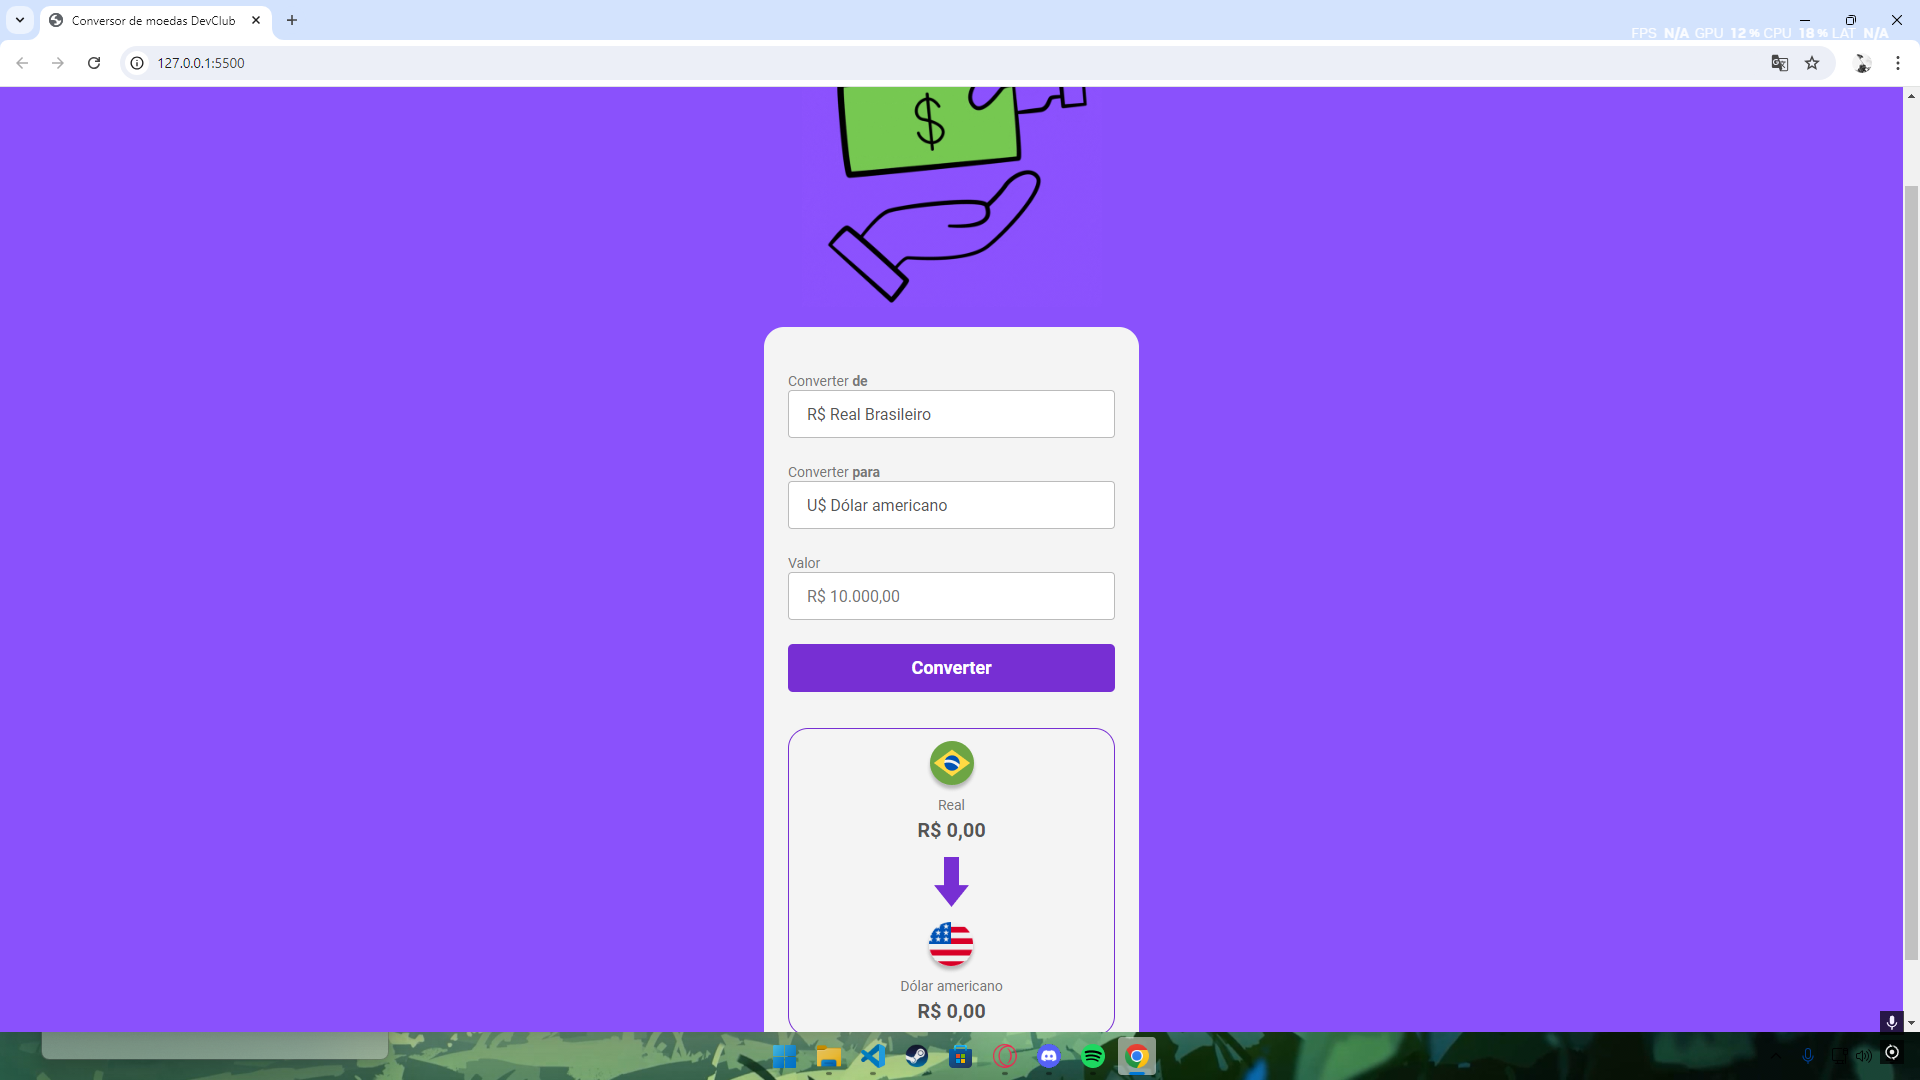 Conversor de moedas DevClub
FPS N/A GPU 12 % CPU 18 % LAT N/A
127.0.0.1:5500
$
Converter de
R$ Real Brasileiro
Converter para
U$ Dólar americano
Valor
R$ 10.000,00
Converter
Real
R$ 0,00
Dólar americano
R$ 0,00